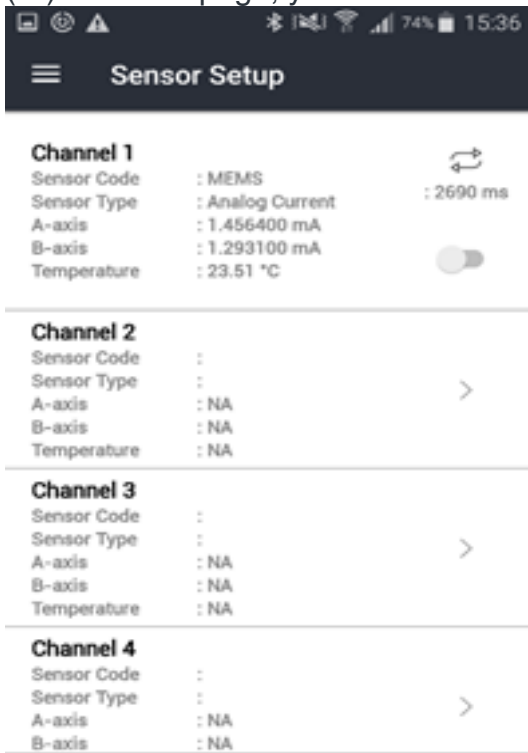 74% 15:36
Sensor Setup
Channel 1
Sensor Code : MEMS
: 2690 ms
Sensor Type : Analog Current
A-axis : 1.456400 mA
B-axis : 1.293100 mA
Temperature : 23.51 °C
Channel 2
Sensor Code :
Sensor Type :
A-axis : NA
B-axis : NA
Temperature : NA
Channel 3
Sensor Code :
Sensor Type :
A-axis : NA
B-axis : NA
Temperature : NA
Channel 4
Sensor Code :
Sensor Type :
A-axis : NA
B-axis : NA